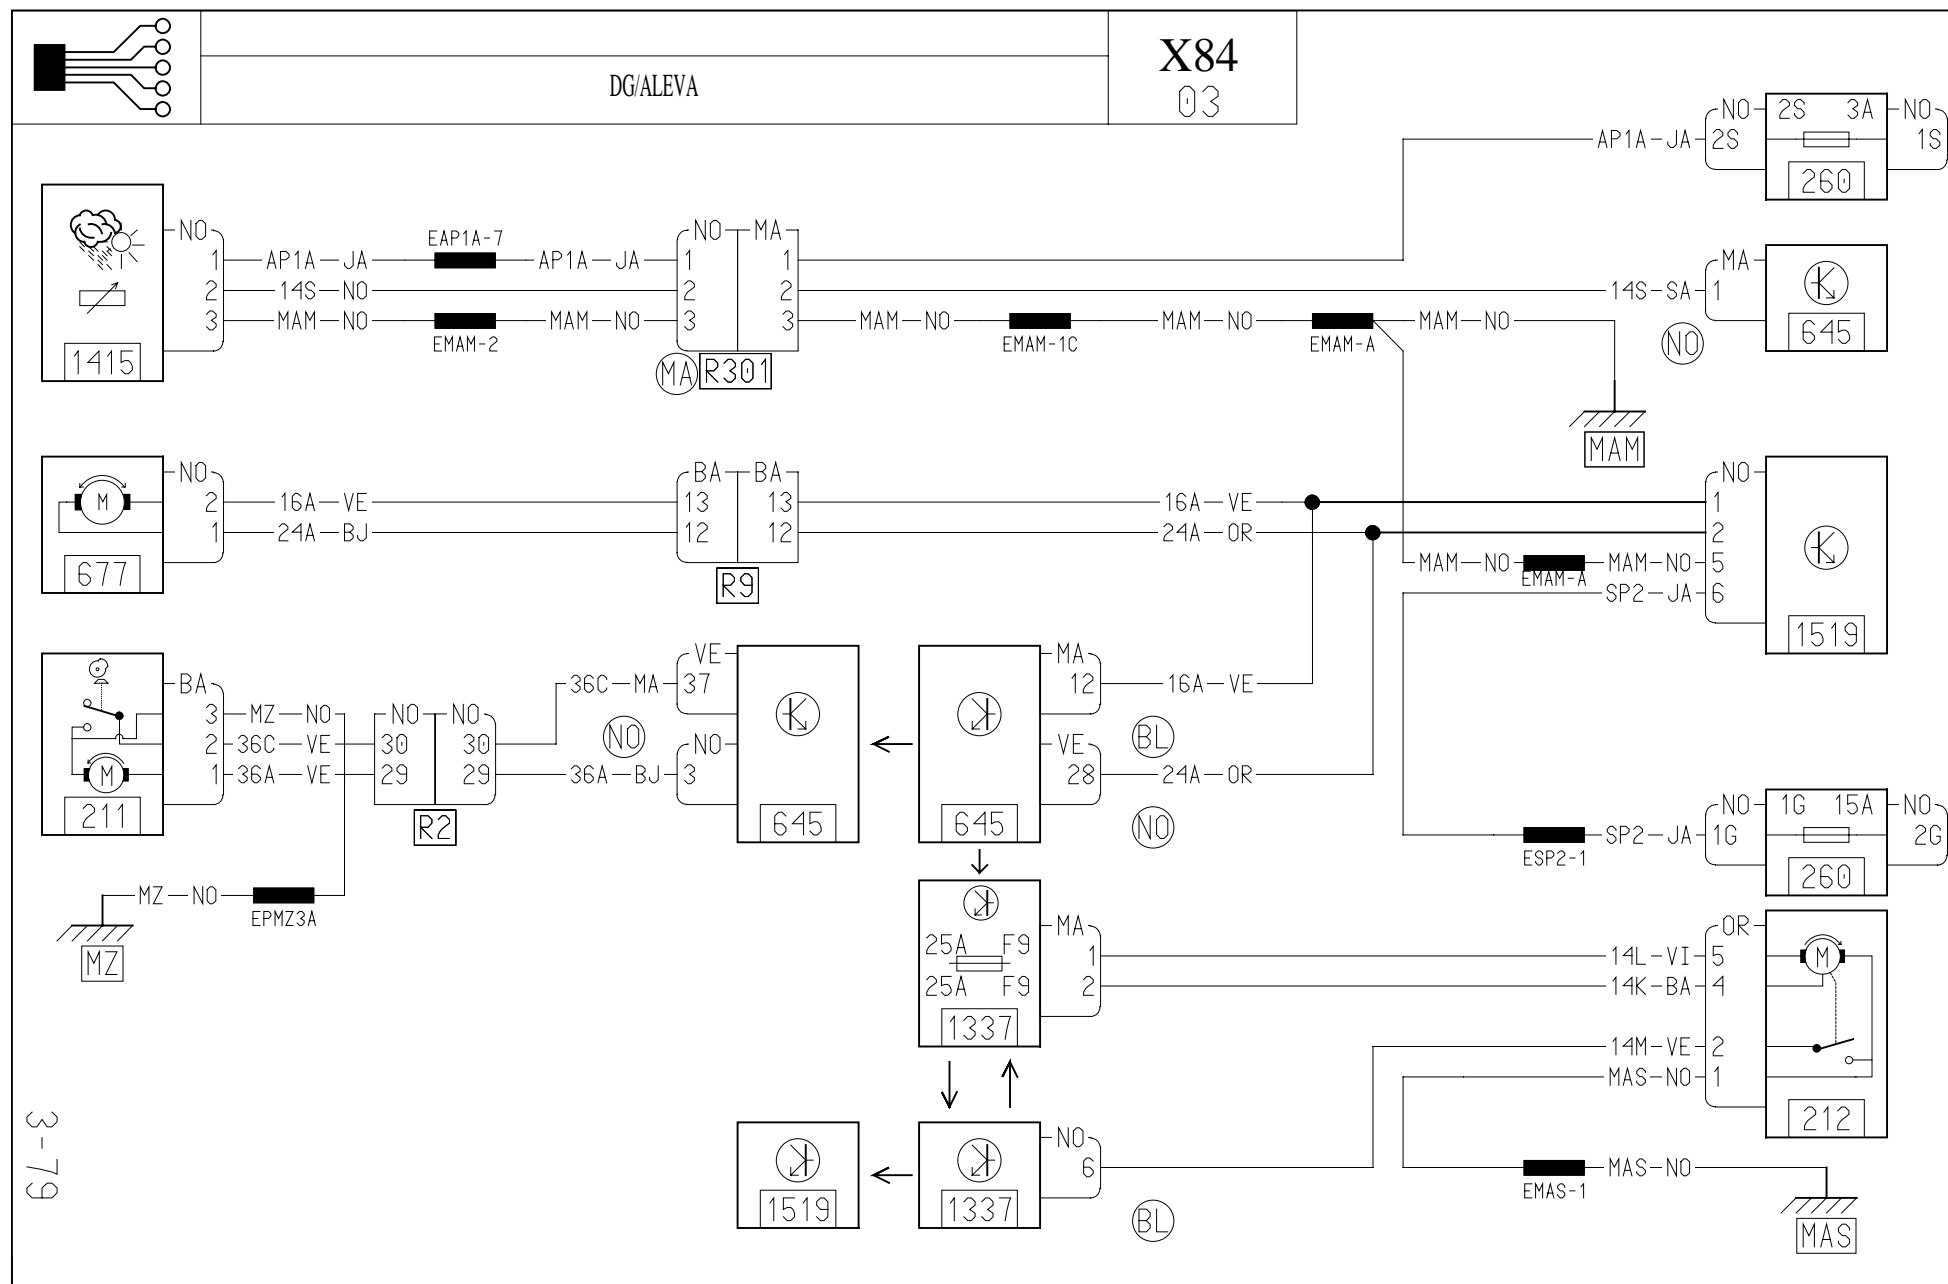 DG/ALEVA
X84
03
NO 2S 3A NO
AP1A-JA 2S 1S
260
NO
1 AP1A-JA EAP1A-7 AP1A-JA 1 NO MA 1
2 14S-NO 2 2 14S-SA 1 MA
3 MAM-NO MAM-NO 3 3 MAM-NO MAM-NO MAM-NO
EMAM-2 EMAM-1C EMAM-A
1415
MA R301
NO 645
MAM
NO BA BA NO
M 2 16A-VE 13 13 16A-VE 1
1 24A-BJ 12 12 24A-OR 2
MAM-NO EMAM-A MAM-NO 5
SP2-JA 6
677
R9
1519
BA
3 MZ-NO
2 36C-VE 30 NO NO 30 36C-MA 37 VE
M 1 36A-VE 29 29 36A-BJ 3 NO
NO
211
R2
645
645
MA
12 16A-VE
BL
VE
28 24A-OR
NO
NO 1G 15A NO
ESP2-1 SP2-JA 1G 2G
260
MZ-NO EPMZ3A
MZ
25A F9
25A F9
1337
MA
1 14L-VI 5 OR
2 14K-BA 4
M
14M-VE 2
MAS-NO 1
212
1519
1337
NO
6
BL
EMAS-1 MAS-NO
MAS
3-79